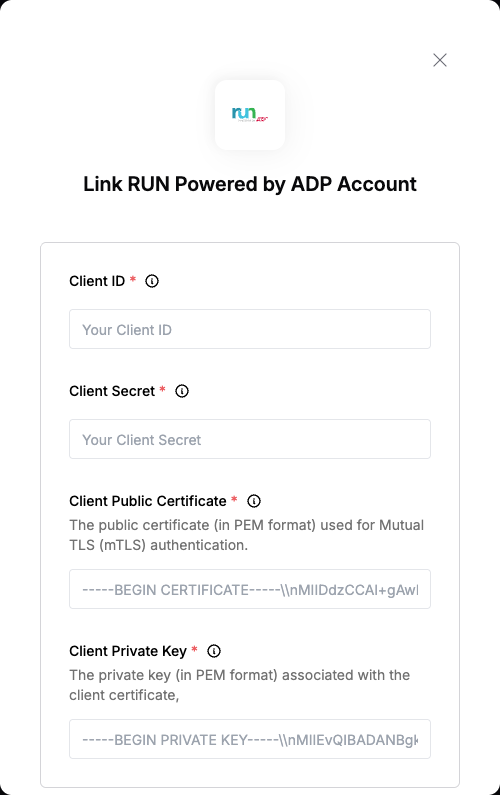 run
ADP
Link RUN Powered by ADP Account
Client ID *
Your Client ID
Client Secret *
Your Client Secret
Client Public Certificate *
The public certificate (in PEM format) used for Mutual
TLS (mTLS) authentication.
-----BEGIN CERTIFICATE-----\\nMIIDdzCCAl+gAwI
Client Private Key *
The private key (in PEM format) associated with the
client certificate,
-----BEGIN PRIVATE KEY-----\\nMIIEvQIBADANBgk